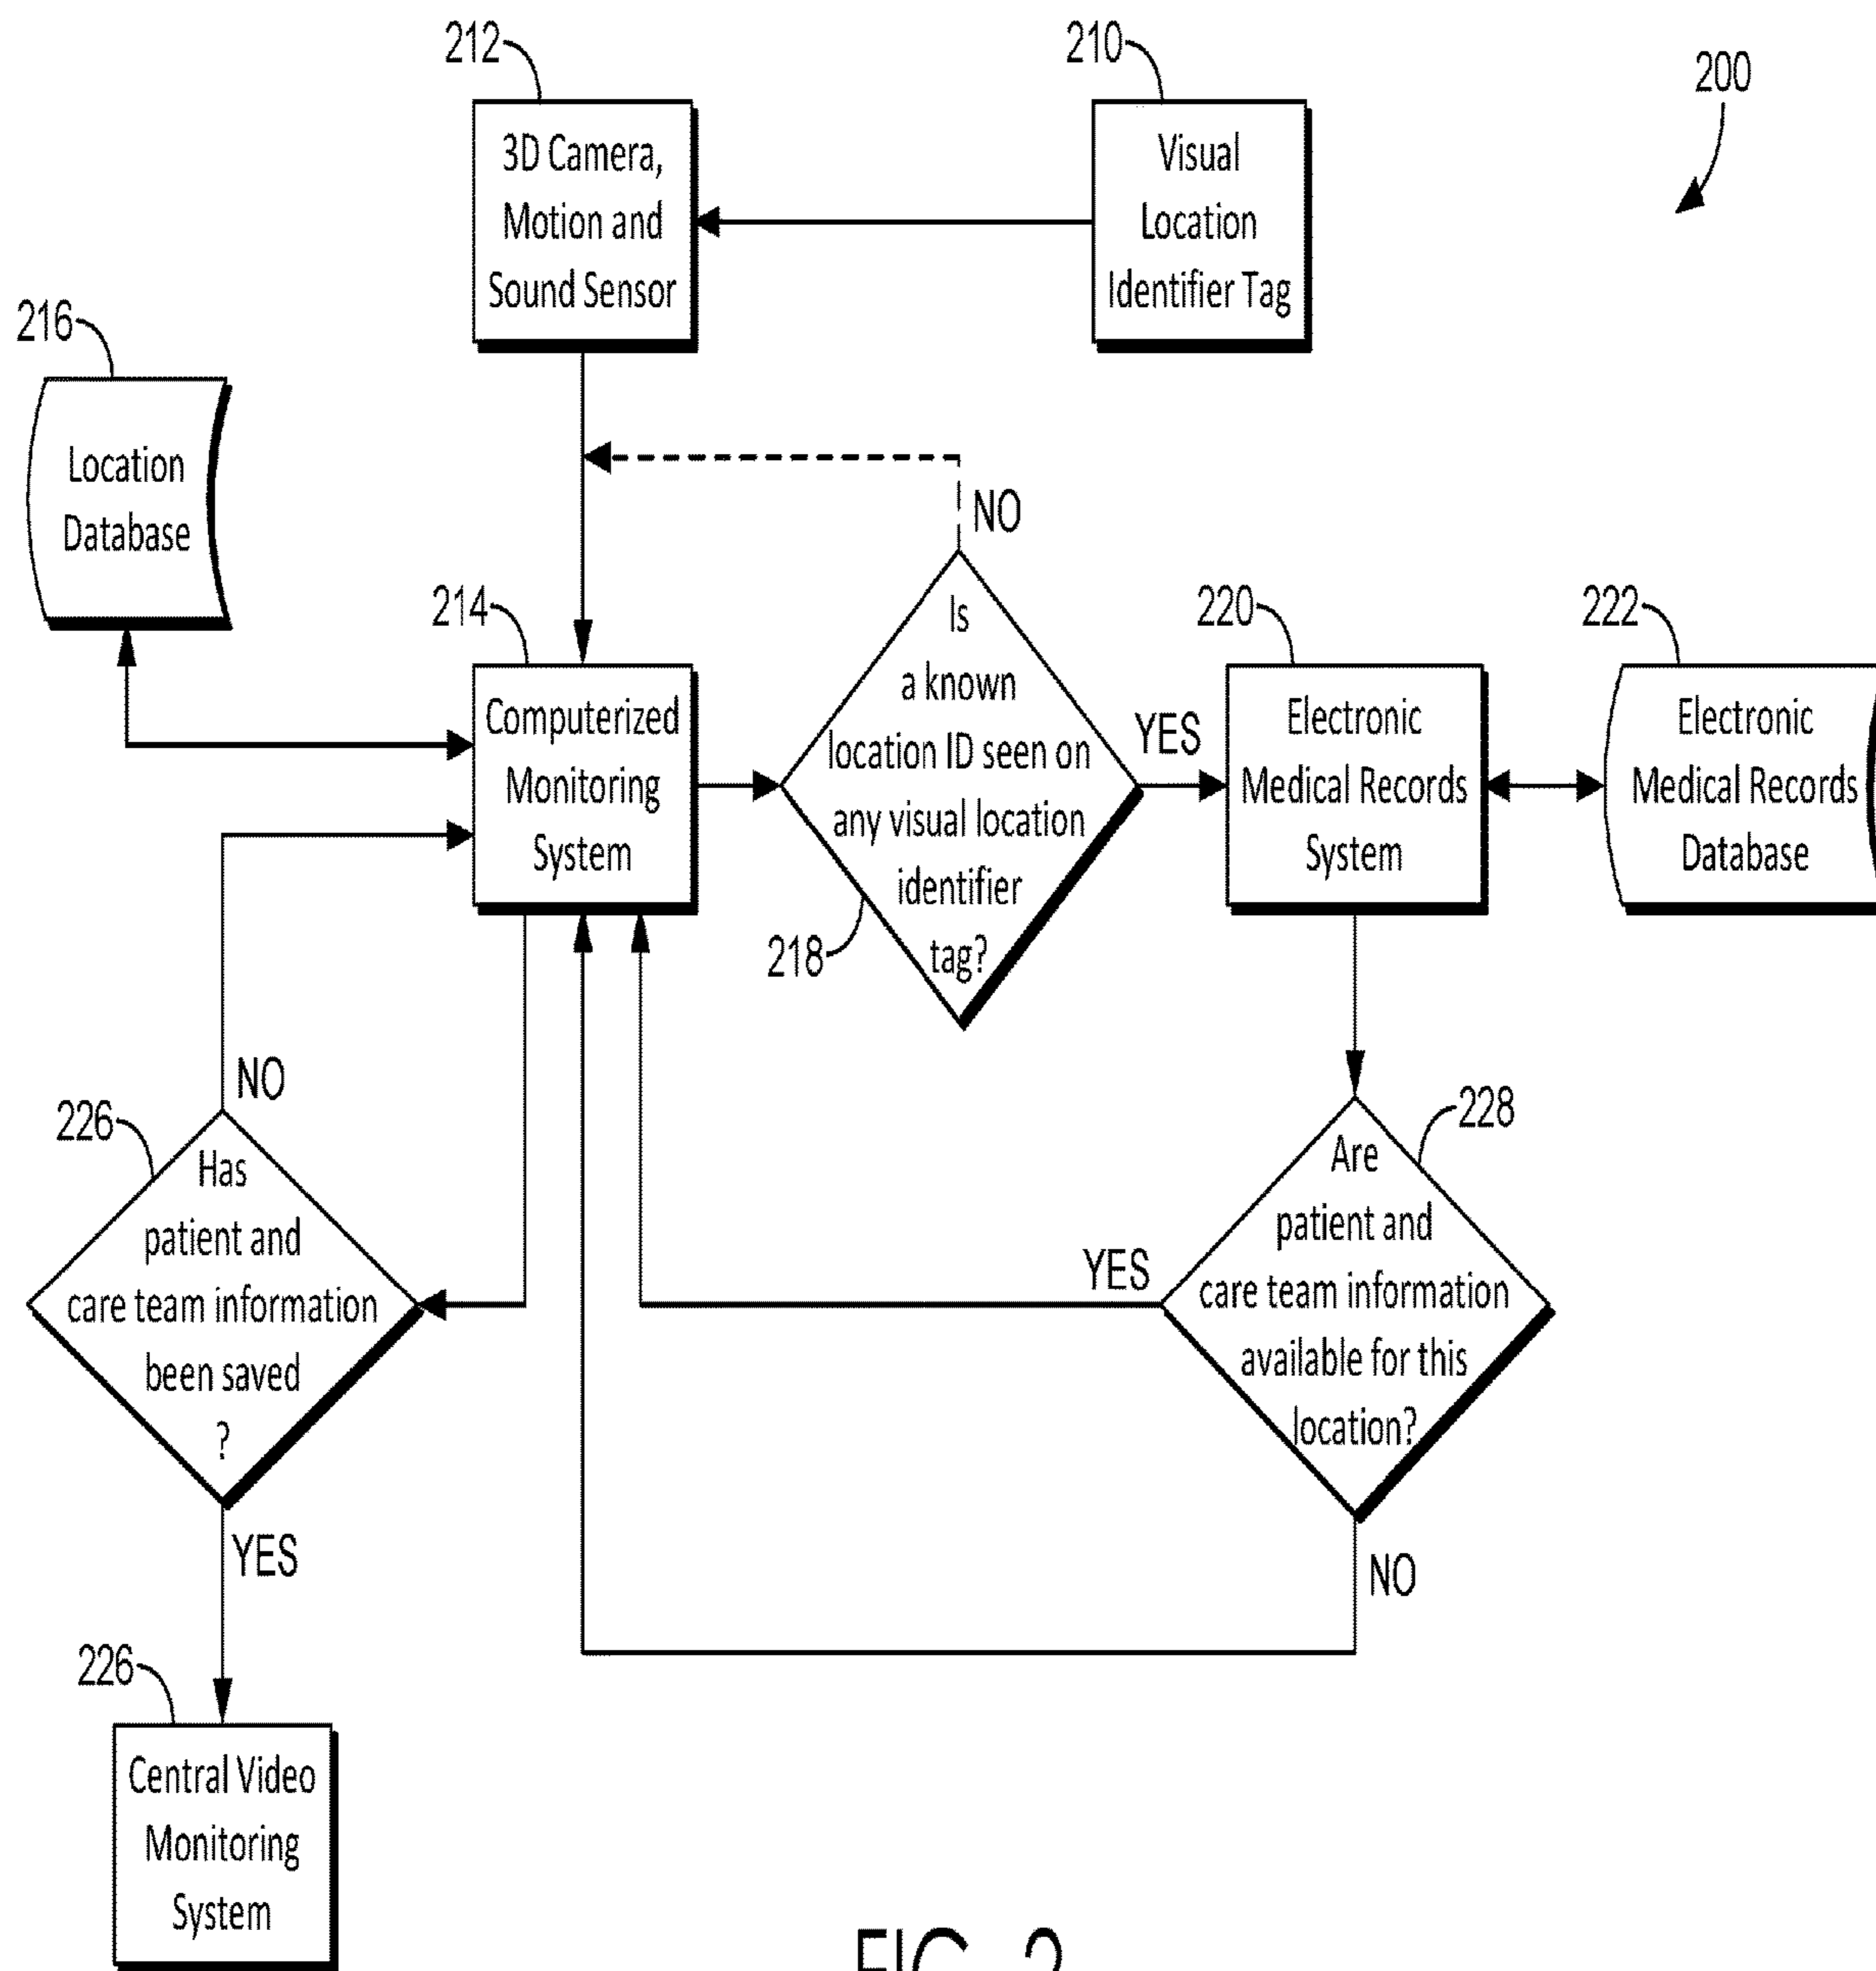 212
210
200
3D Camera,
Motion and
Sound Sensor
Visual
Location
Identifier Tag
216
Location
Database
NO
214
220
222
Computerized
Monitoring
System
Is
a known
location ID seen on
any visual location
identifier
tag?
YES
Electronic
Medical Records
System
Electronic
Medical Records
Database
218
NO
226
Has
patient and
care team information
been saved
?
228
Are
patient and
care team information
available for this
location?
YES
YES
NO
226
Central Video
Monitoring
System
FIG. 2